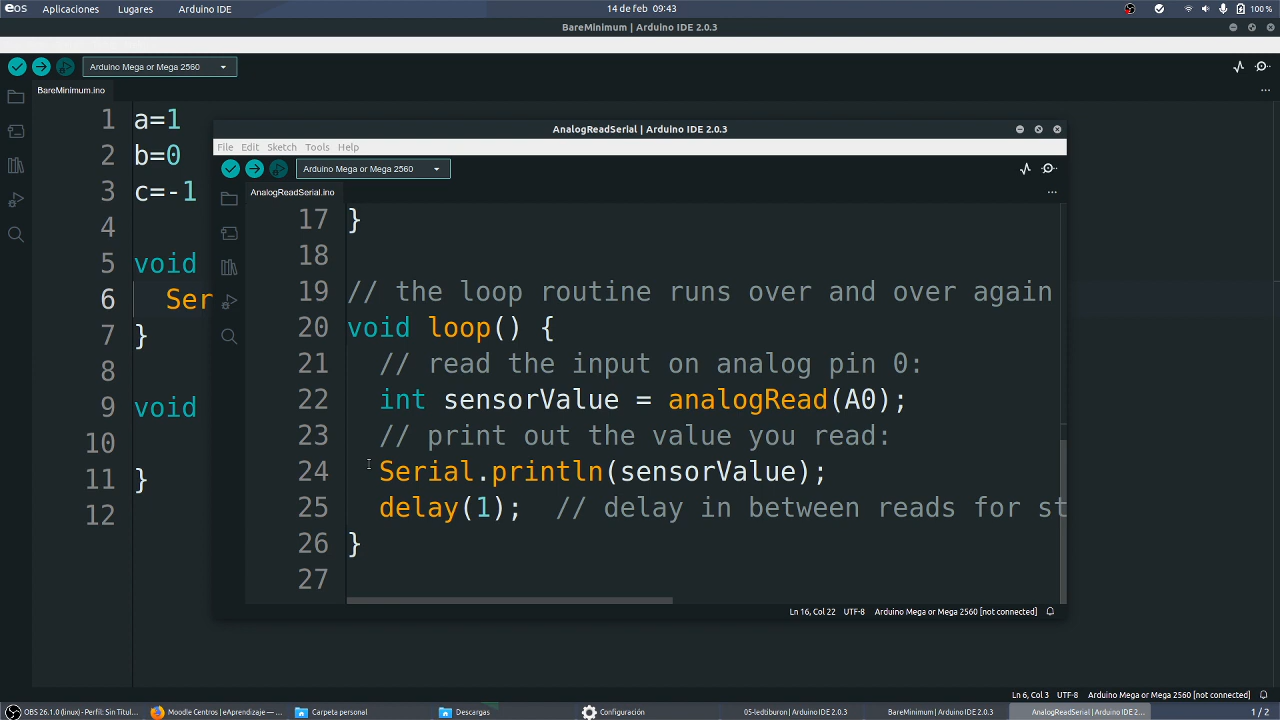 eos Aplicaciones Lugares Arduino IDE 14 de feb 09:43 100 %
BareMinimum | Arduino IDE 2.0.3
Arduino Mega or Mega 2560
BareMinimum.ino
1 a=1
2 b=0
3 c=-1
4
5 void
6 Ser
7 }
8
9 void
10
11 }
12
AnalogReadSerial | Arduino IDE 2.0.3
File Edit Sketch Tools Help
Arduino Mega or Mega 2560
AnalogReadSerial.ino
17 }
18
19 // the loop routine runs over and over again
20 void loop() {
21 // read the input on analog pin 0:
22 int sensorValue = analogRead(A0);
23 // print out the value you read:
24 Serial.println(sensorValue);
25 delay(1); // delay in between reads for st
26 }
27
Ln 16, Col 22 UTF-8 Arduino Mega or Mega 2560 [not connected]
Ln 6, Col 3 UTF-8 Arduino Mega or Mega 2560 [not connected]
OBS 26.1.0 (linux) - Perfil: Sin Titul... Moodle Centros | eAprendizaje — ... Carpeta personal Descargas Configuración 05-ledtiburon | Arduino IDE 2.0.3 BareMinimum | Arduino IDE 2.0.3 AnalogReadSerial | Arduino IDE 2... 1 / 2